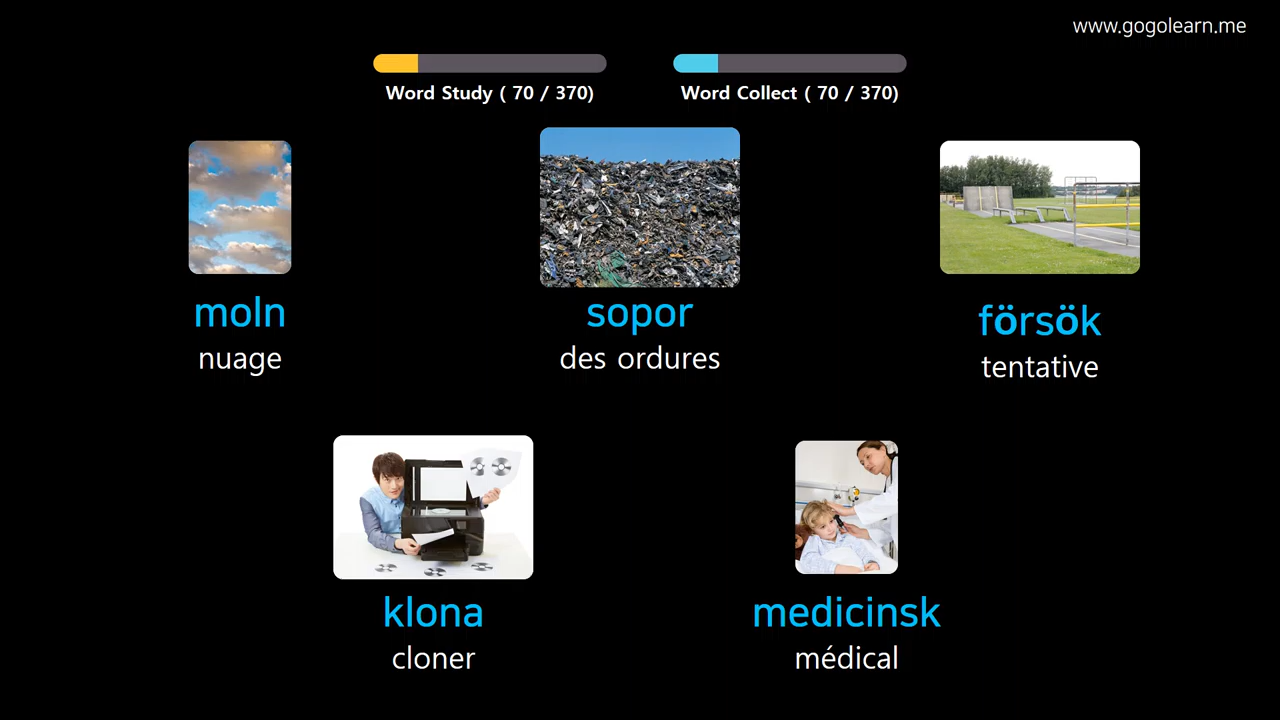 www.gogolearn.me
Word Study ( 70 / 370)
Word Collect ( 70 / 370)
moln
nuage
sopor
des ordures
försök
tentative
klona
cloner
medicinsk
médical